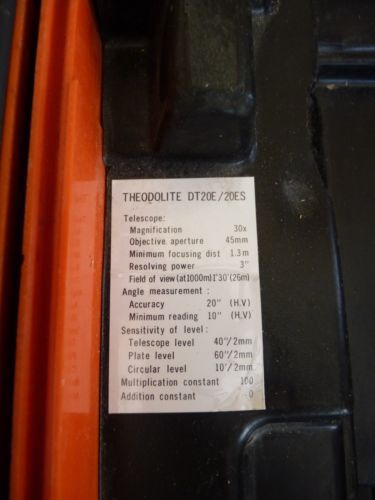 THEODOLITE DT20E/20ES
Telescope:
Magnification 30x
Objective aperture 45mm
Minimum focusing dist 1.3m
Resolving power 3"
Field of view (at1000m)1°30'(26m)
Angle measurement :
Accuracy 20" (H,V)
Minimum reading 10" (H,V)
Sensitivity of level :
Telescope level 40"/2mm
Plate level 60"/2mm
Circular level 10'/2mm
Multiplication constant 100
Addition constant 0